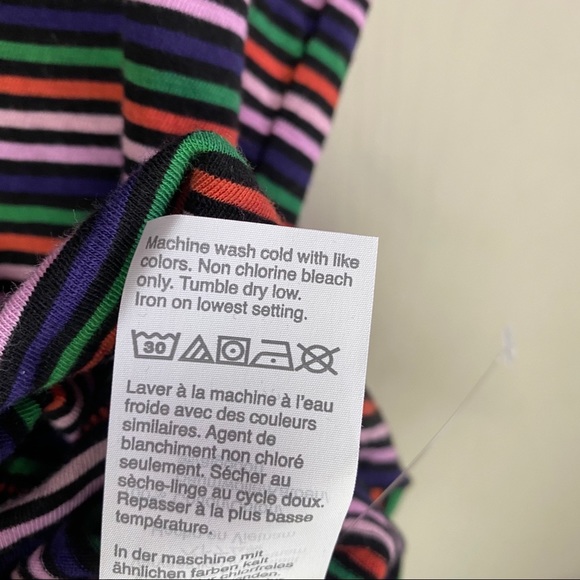 Machine wash cold with like
colors. Non chlorine bleach
only. Tumble dry low.
Iron on lowest setting.
30
Laver à la machine à l'eau
froide avec des couleurs
similaires. Agent de
blanchiment non chloré
seulement. Sécher au
sèche-linge au cycle doux.
Repasser à la plus basse
température.
In der maschine mit
ähnlichen farben kalt
chlorfreies